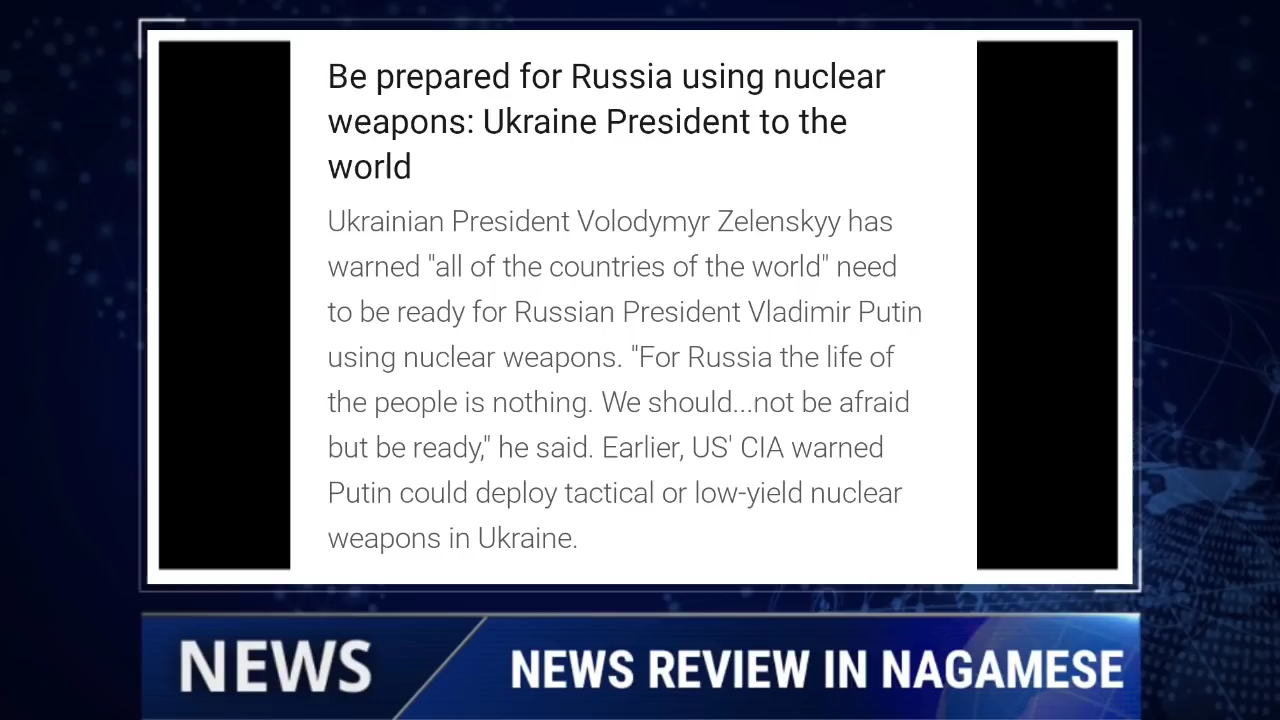 Be prepared for Russia using nuclear
weapons: Ukraine President to the
world
Ukrainian President Volodymyr Zelenskyy has
warned "all of the countries of the world" need
to be ready for Russian President Vladimir Putin
using nuclear weapons. "For Russia the life of
the people is nothing. We should...not be afraid
but be ready," he said. Earlier, US' CIA warned
Putin could deploy tactical or low-yield nuclear
weapons in Ukraine.
NEWS
NEWS REVIEW IN NAGAMESE